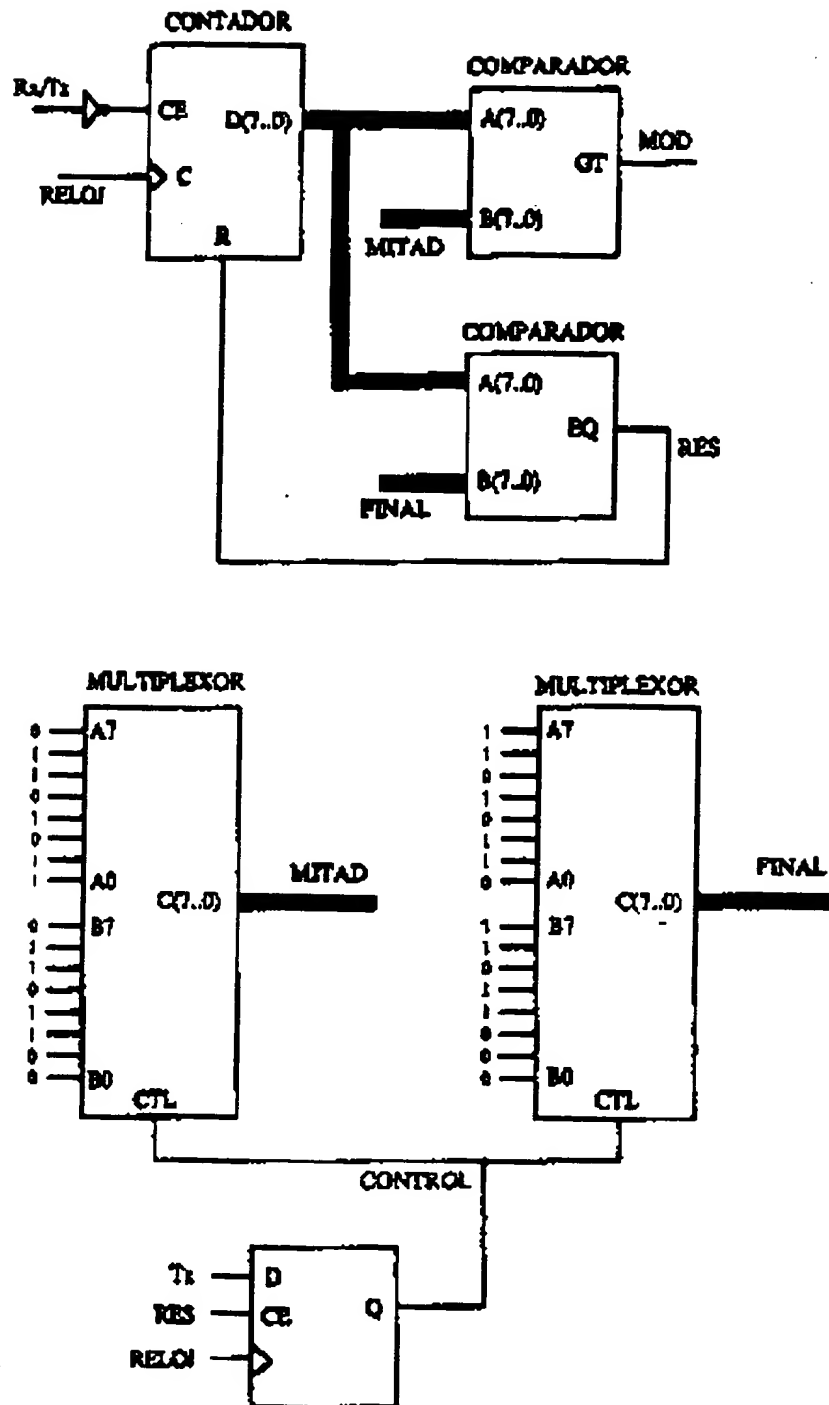 CONTADOR
Rx/Tx
CE
D(7..0)
RELOJ
C
R
COMPARADOR
A(7..0)
GT
MOD
B(7..0)
MITAD
COMPARADOR
A(7..0)
EQ
RES
B(7..0)
FINAL
MULTIPLEXOR
0 A7
1
1
0
1
0
1
1 A0
C(7..0)
MITAD
0 B7
1
1
0
1
1
0
0 B0
CTL
MULTIPLEXOR
1 A7
1
0
1
0
1
1
0 A0
C(7..0)
FINAL
1 B7
1
0
1
1
0
0
0 B0
CTL
CONTROL
Tx
D
Q
RES
CE
RELOJ